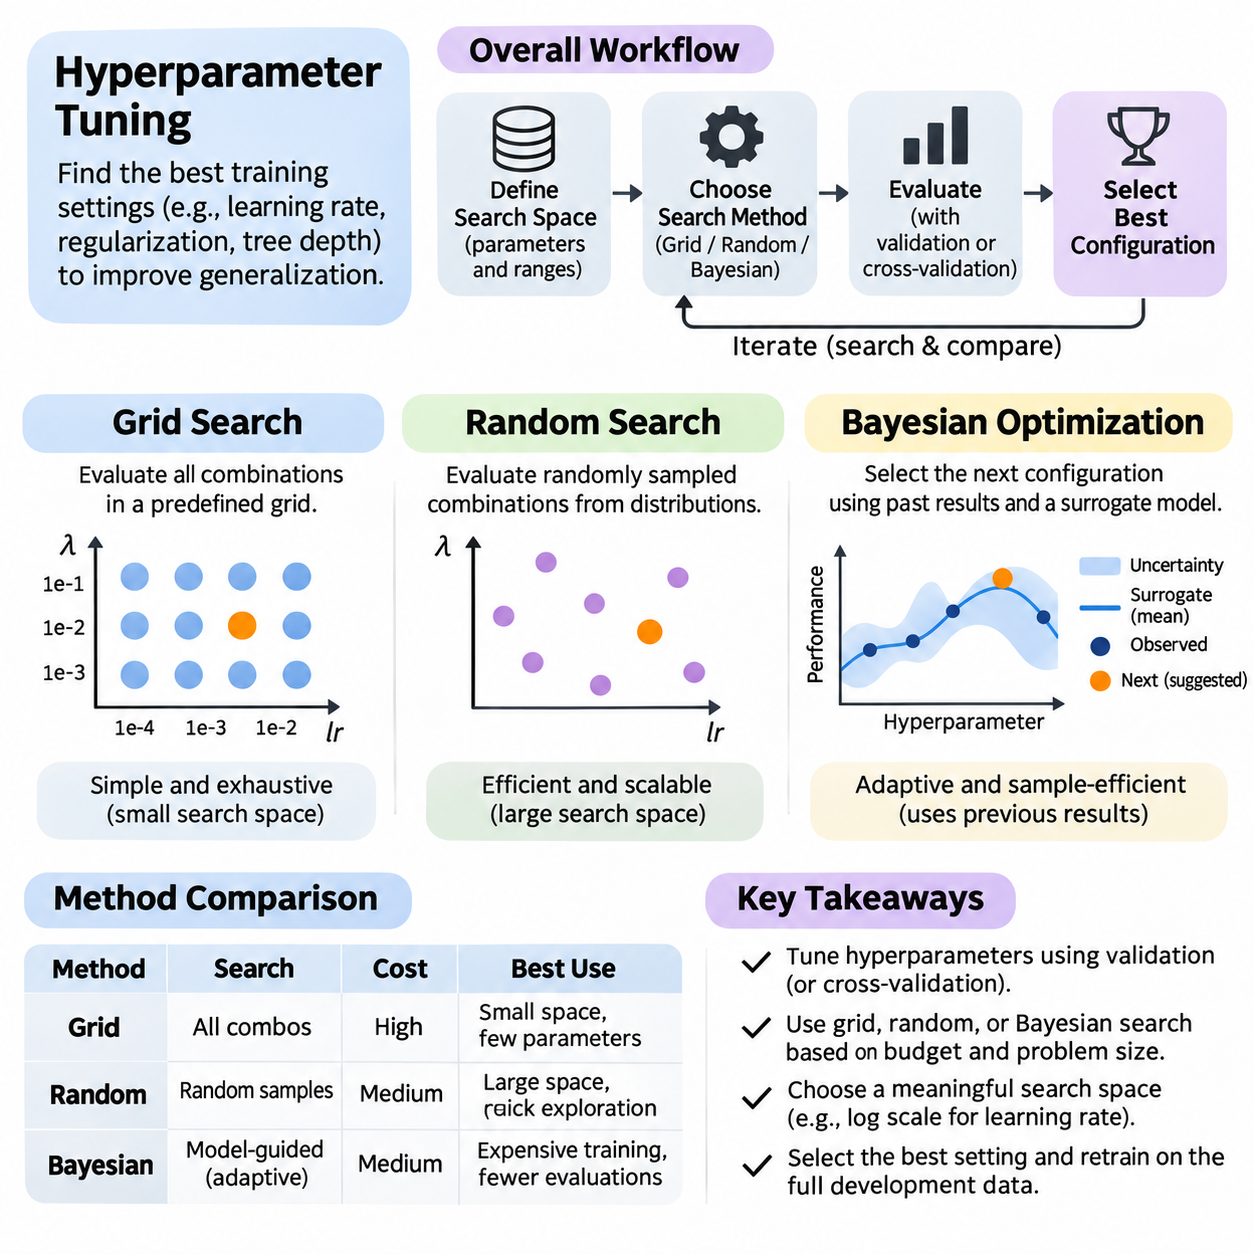 Hyperparameter
Tuning
Find the best training
settings (e.g., learning rate,
regularization, tree depth)
to improve generalization.
Overall Workflow
Define
Search Space
(parameters
and ranges)
Choose
Search Method
(Grid / Random /
Bayesian)
Evaluate
(with
validation or
cross-validation)
Select
Best
Configuration
Iterate (search & compare)
Grid Search
Evaluate all combinations
in a predefined grid.
λ
1e-1
1e-2
1e-3
1e-4 1e-3 1e-2 lr
Simple and exhaustive
(small search space)
Random Search
Evaluate randomly sampled
combinations from distributions.
λ
lr
Efficient and scalable
(large search space)
Bayesian Optimization
Select the next configuration
using past results and a surrogate model.
Performance
Hyperparameter
Uncertainty
Surrogate
(mean)
Observed
Next (suggested)
Adaptive and sample-efficient
(uses previous results)
Method Comparison
Method Search Cost Best Use
Grid All combos High Small space,
few parameters
Random Random samples Medium Large space,
exploration
Bayesian Model-guided
(adaptive) Medium Expensive training,
fewer evaluations
Key Takeaways
✓ Tune hyperparameters using validation
(or cross-validation).
✓ Use grid, random, or Bayesian search
based on budget and problem size.
✓ Choose a meaningful search space
(e.g., log scale for learning rate).
✓ Select the best setting and retrain on the
full development data.